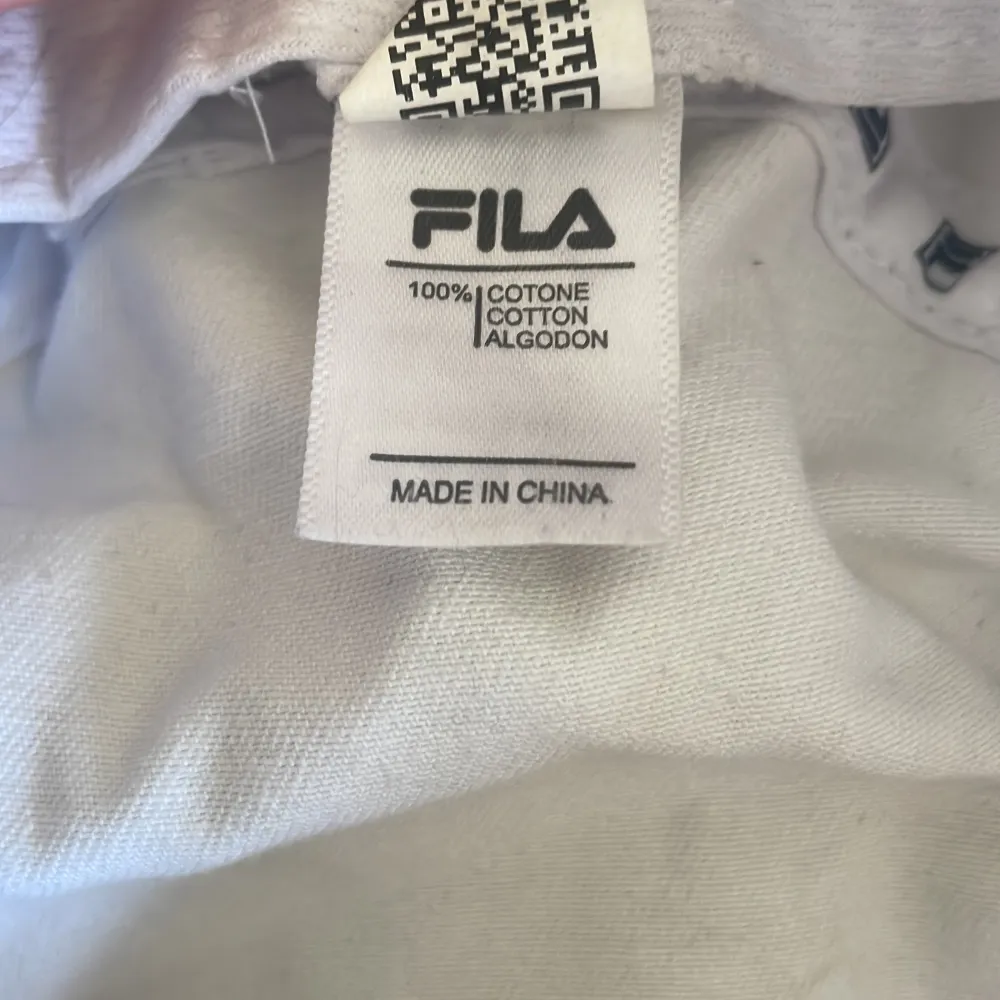 FILA
100% COTONE
COTTON
ALGODON
MADE IN CHINA